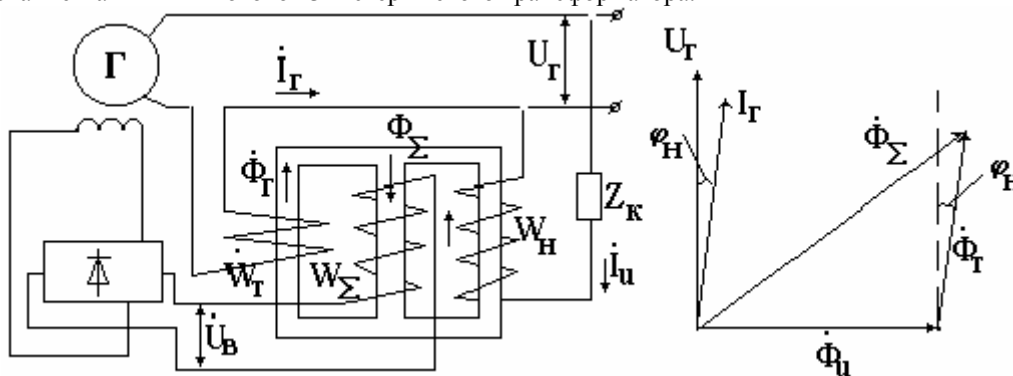 Г
İ_Г
U_Г
Φ̇_Г
Φ_Σ
Z_К
Ẇ_Т
W_Σ
W_Н
İ_u
U̇_В
U_Г
I_Г
φ_Н
Φ̇_Σ
φ_Н
Φ̇_Т
Φ̇_u